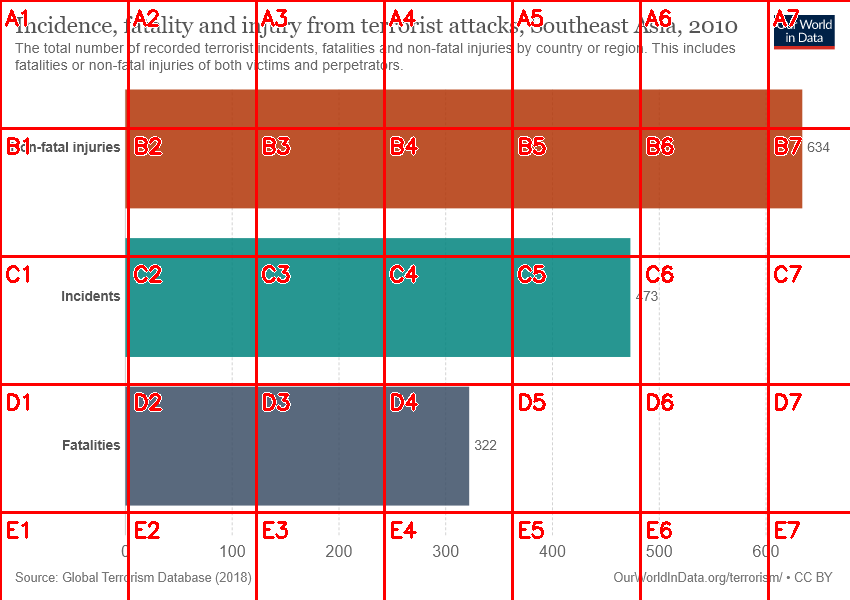 Incidence, fatality and injury from terrorist attacks, Southeast Asia, 2010
Our World
in Data
The total number of recorded terrorist incidents, fatalities and non-fatal injuries by country or region. This includes
fatalities or non-fatal injuries of both victims and perpetrators.
A1 A2 A3 A4 A5 A6 A7
B1 B2 B3 B4 B5 B6 B7
Non-fatal injuries 634
C1 C2 C3 C4 C5 C6 C7
Incidents 473
D1 D2 D3 D4 D5 D6 D7
Fatalities 322
E1 E2 E3 E4 E5 E6 E7
0 100 200 300 400 500 600
Source: Global Terrorism Database (2018) OurWorldInData.org/terrorism/ • CC BY